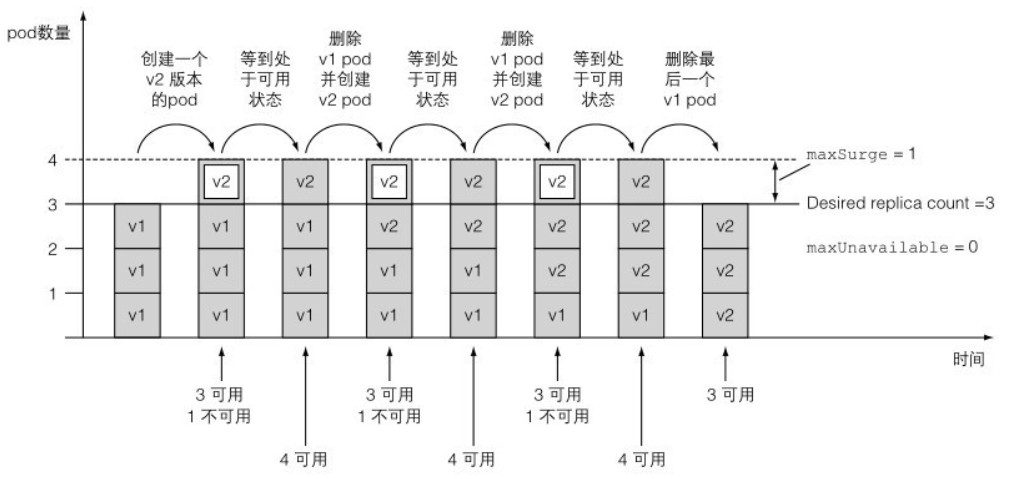 pod数量
创建一个
v2 版本
的pod
等到处
于可用
状态
删除
v1 pod
并创建
v2 pod
等到处
于可用
状态
删除
v1 pod
并创建
v2 pod
等到处
于可用
状态
删除最
后一个
v1 pod
4
v2 v2 v2 v2 v2 v2
maxSurge = 1
3
Desired replica count =3
v1 v1 v1 v2 v2 v2 v2 v2
2
maxUnavailable = 0
v1 v1 v1 v1 v1 v2 v2 v2
1
v1 v1 v1 v1 v1 v1 v1 v2
时间
3 可用
1 不可用
3 可用
1 不可用
3 可用
1 不可用
3 可用
4 可用
4 可用
4 可用